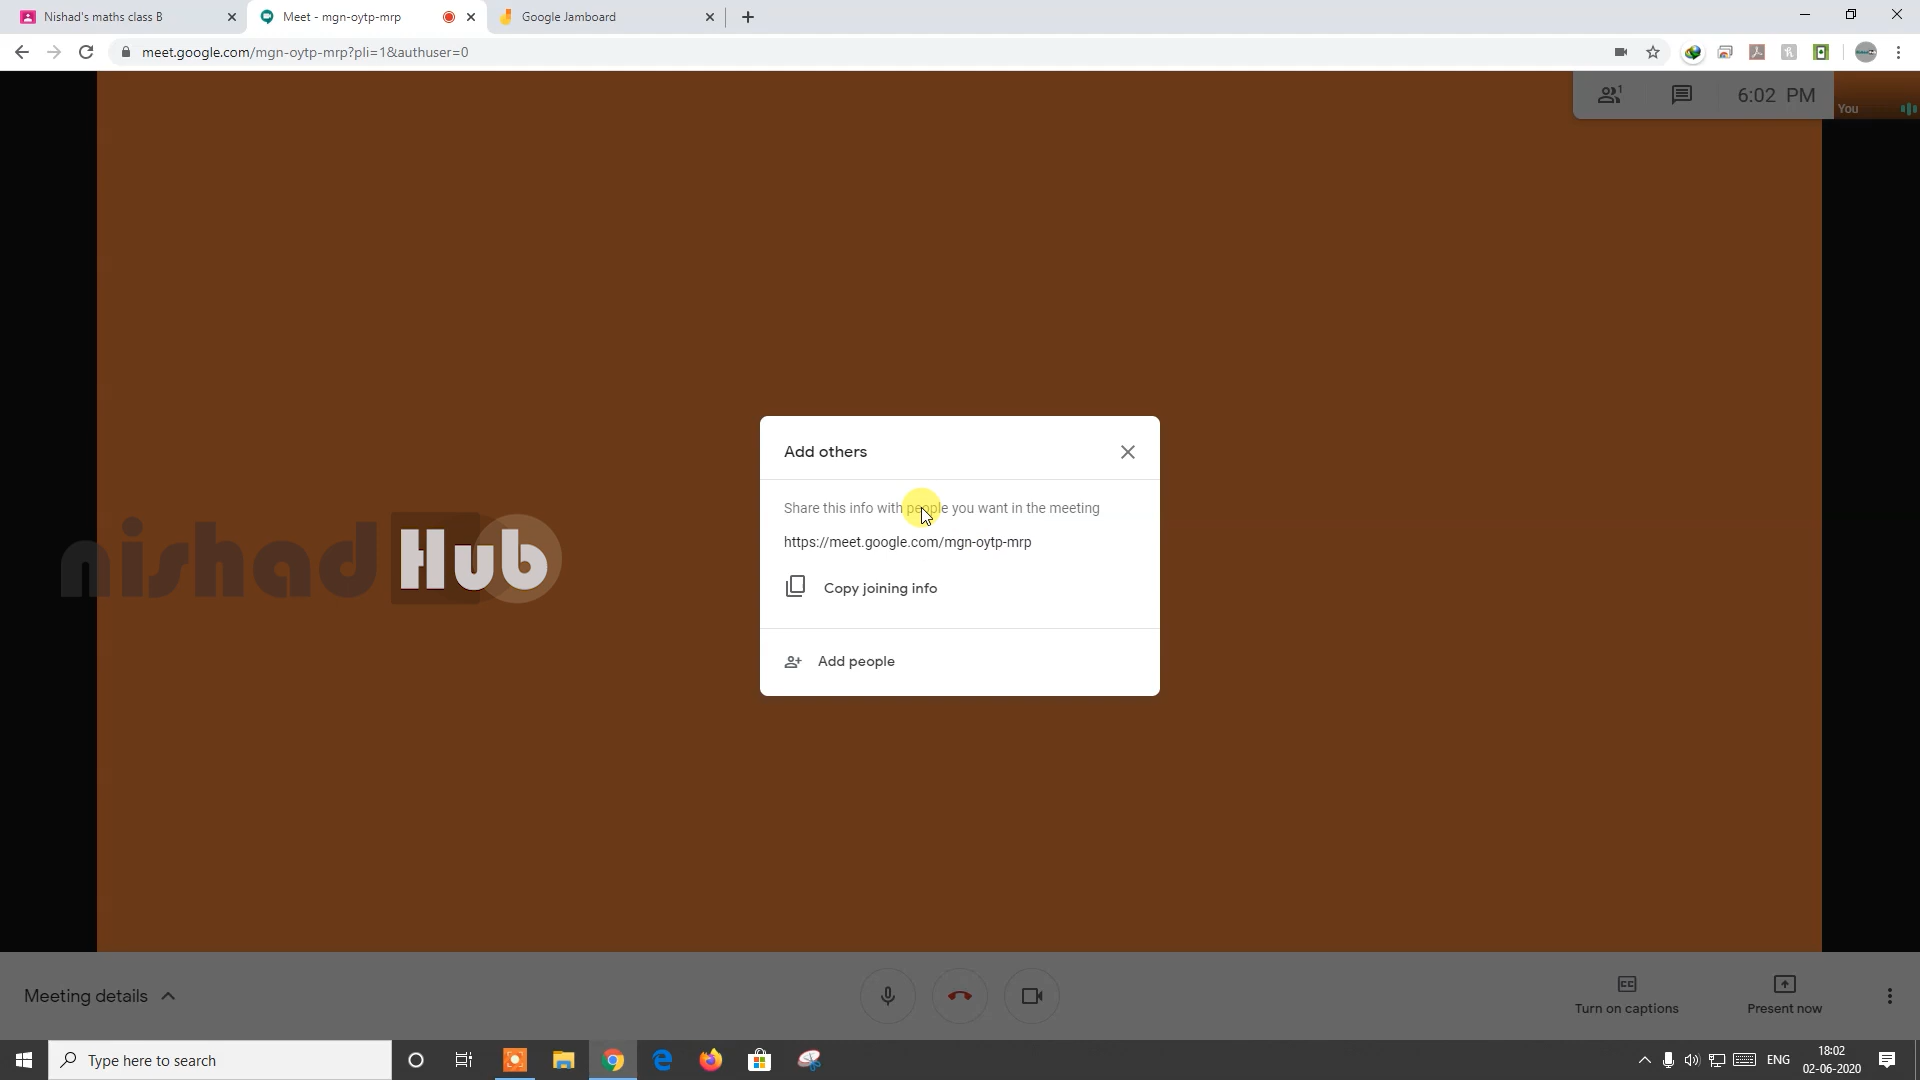 Nishad's maths class B
Meet - mgn-oytp-mrp
Google Jamboard
meet.google.com/mgn-oytp-mrp?pli=1&authuser=0
1
6:02 PM
You
Add others
Share this info with people you want in the meeting
https://meet.google.com/mgn-oytp-mrp
Copy joining info
Add people
nishad Hub
Meeting details
CC
Turn on captions
Present now
Type here to search
ENG
18:02
02-06-2020